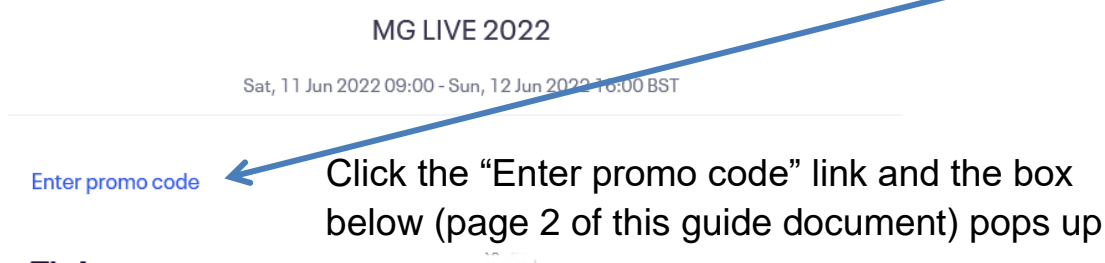 MG LIVE 2022
Sat, 11 Jun 2022 09:00 - Sun, 12 Jun 2022 16:00 BST
Enter promo code
Click the “Enter promo code” link and the box
below (page 2 of this guide document) pops up